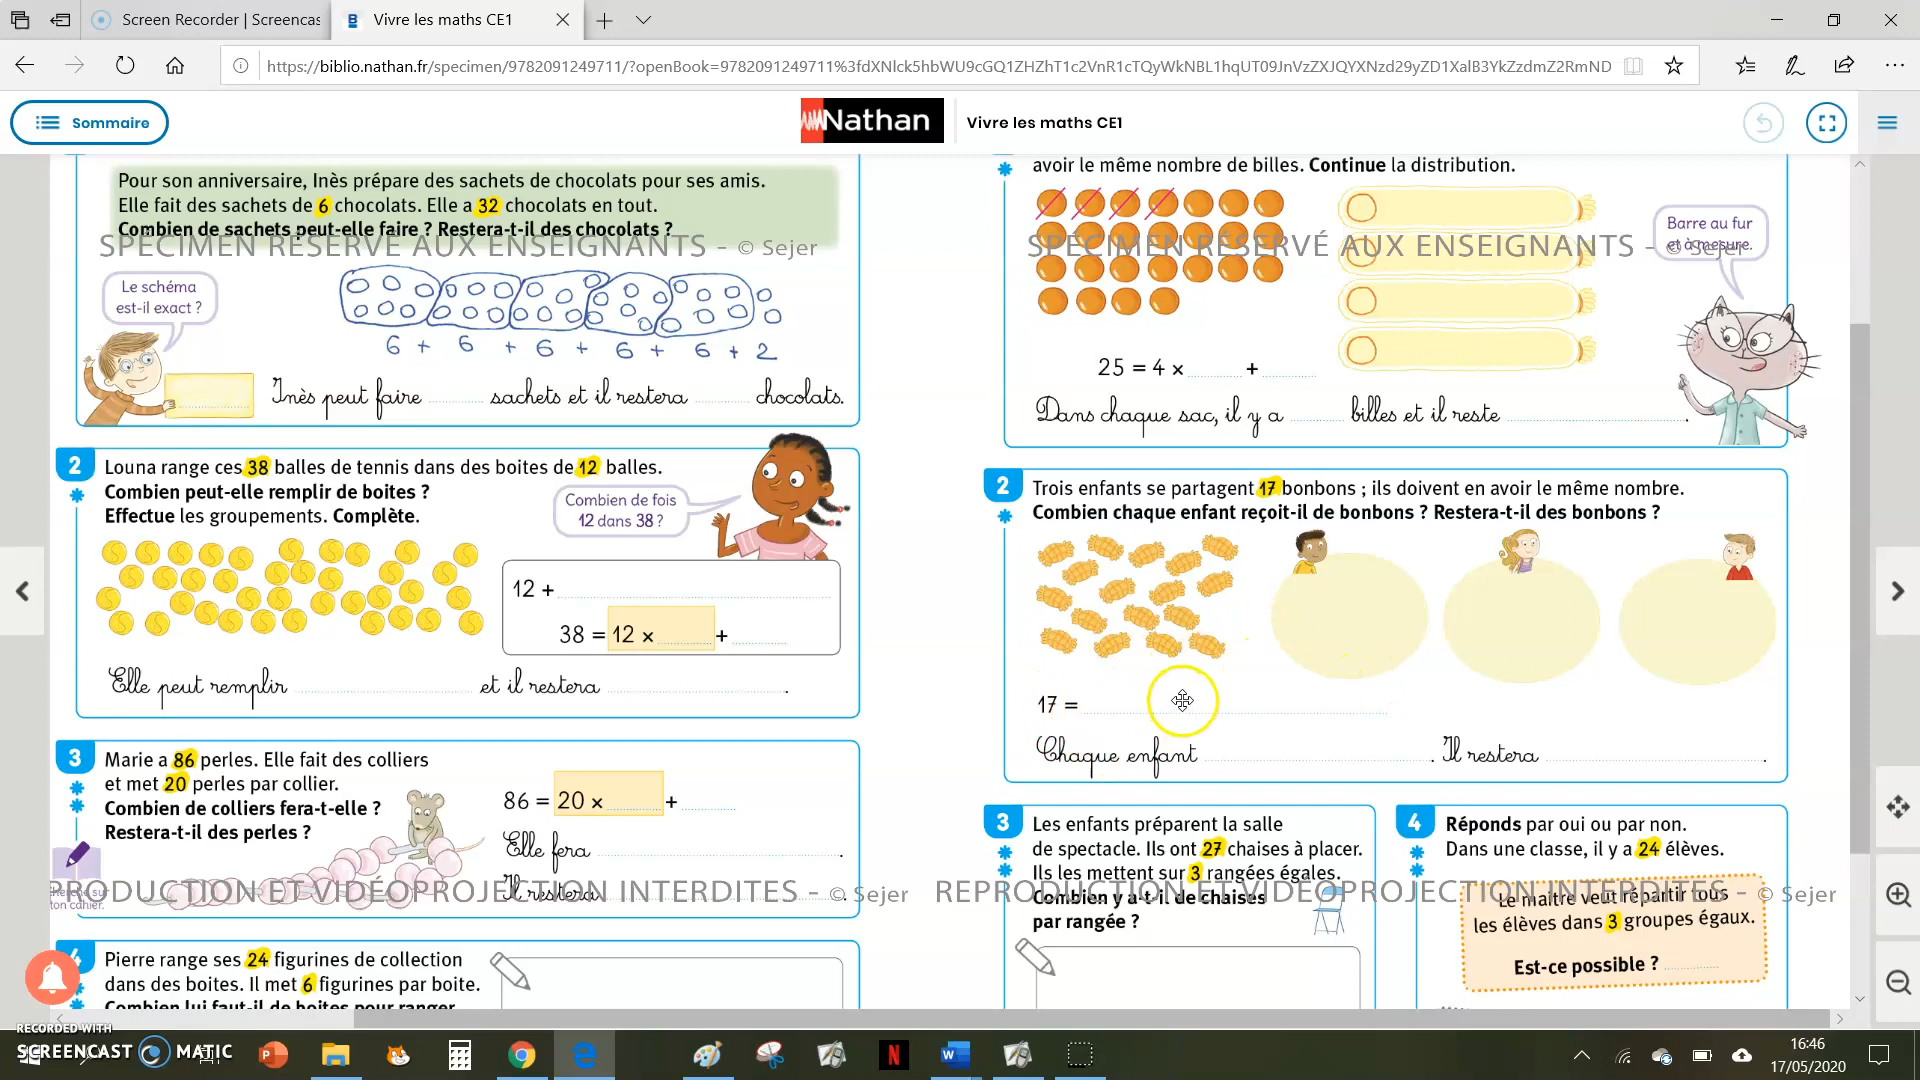 Screen Recorder | Screencas
Vivre les maths CE1
https://biblio.nathan.fr/specimen/9782091249711/?openBook=9782091249711%3fdXNlck5hbWU9cGQ1ZHZhT1c2VnR1cTQyWkNBL1hqUT09JnVzZXJQYXNzd29yZD1XalB3YkZzdmZ2RmND
Sommaire
Nathan
Vivre les maths CE1
Pour son anniversaire, Inès prépare des sachets de chocolats pour ses amis.
Elle fait des sachets de 6 chocolats. Elle a 32 chocolats en tout.
Combien de sachets peut-elle faire ? Restera-t-il des chocolats ?
SPÉCIMEN RÉSERVÉ AUX ENSEIGNANTS - © Sejer
Le schéma
est-il exact ?
6 + 6 + 6 + 6 + 6 + 2
Inès peut faire sachets et il restera chocolats.
2
Louna range ces 38 balles de tennis dans des boites de 12 balles.
Combien peut-elle remplir de boites ?
Effectue les groupements. Complète.
Combien de fois
12 dans 38 ?
12 +
38 = 12 × +
Elle peut remplir et il restera .
3
Marie a 86 perles. Elle fait des colliers
et met 20 perles par collier.
Combien de colliers fera-t-elle ?
Restera-t-il des perles ?
86 = 20 × +
Elle fera .
Il restera .
ton cahier.
PRODUCTION ET VIDÉOPROJECTION INTERDITES - © Sejer
4
Pierre range ses 24 figurines de collection
dans des boites. Il met 6 figurines par boite.
Combien lui faut-il de boites pour ranger
avoir le même nombre de billes. Continue la distribution.
SPÉCIMEN RÉSERVÉ AUX ENSEIGNANTS - © Sejer
Barre au fur
et à mesure.
25 = 4 × +
Dans chaque sac, il y a billes et il reste .
2
Trois enfants se partagent 17 bonbons ; ils doivent en avoir le même nombre.
Combien chaque enfant reçoit-il de bonbons ? Restera-t-il des bonbons ?
17 =
Chaque enfant . Il restera .
3
Les enfants préparent la salle
de spectacle. Ils ont 27 chaises à placer.
Ils les mettent sur 3 rangées égales.
Combien y a-t-il de chaises
par rangée ?
REPRODUCTION ET VIDÉOPROJECTION INTERDITES - © Sejer
4
Réponds par oui ou par non.
Dans une classe, il y a 24 élèves.
Le maitre veut répartir tous
les élèves dans 3 groupes égaux.
Est-ce possible ?
RECORDED WITH
SCREENCAST MATIC
16:46
17/05/2020